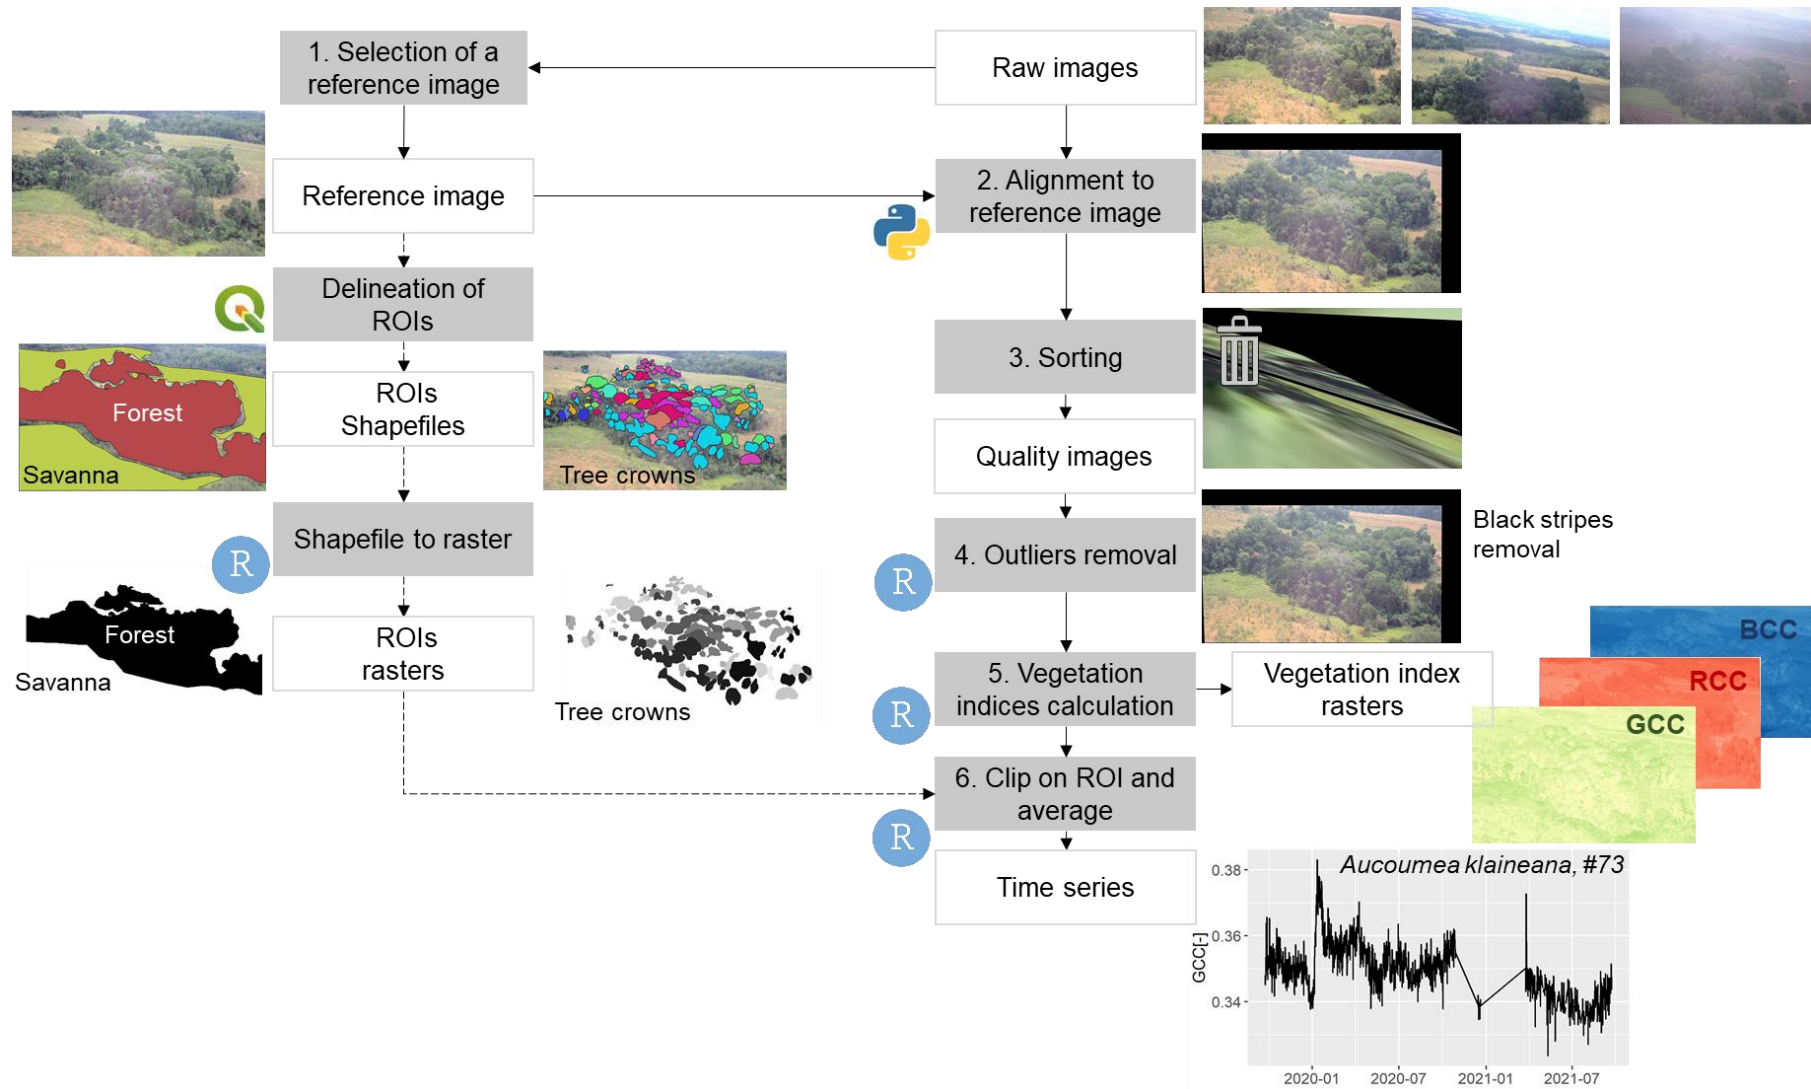 1. Selection of a
reference image
Raw images
Reference image
2. Alignment to
reference image
Delineation of
ROIs
3. Sorting
ROIs
Shapefiles
Forest
Savanna
Tree crowns
Quality images
Black stripes
removal
Shapefile to raster
R
4. Outliers removal
R
Forest
Savanna
ROIs
rasters
Tree crowns
5. Vegetation
indices calculation
R
Vegetation index
rasters
BCC
RCC
GCC
6. Clip on ROI and
average
R
Time series
Aucoumea klaineana, #73
GCC[-]
0.38
0.36
0.34
2020-01 2020-07 2021-01 2021-07